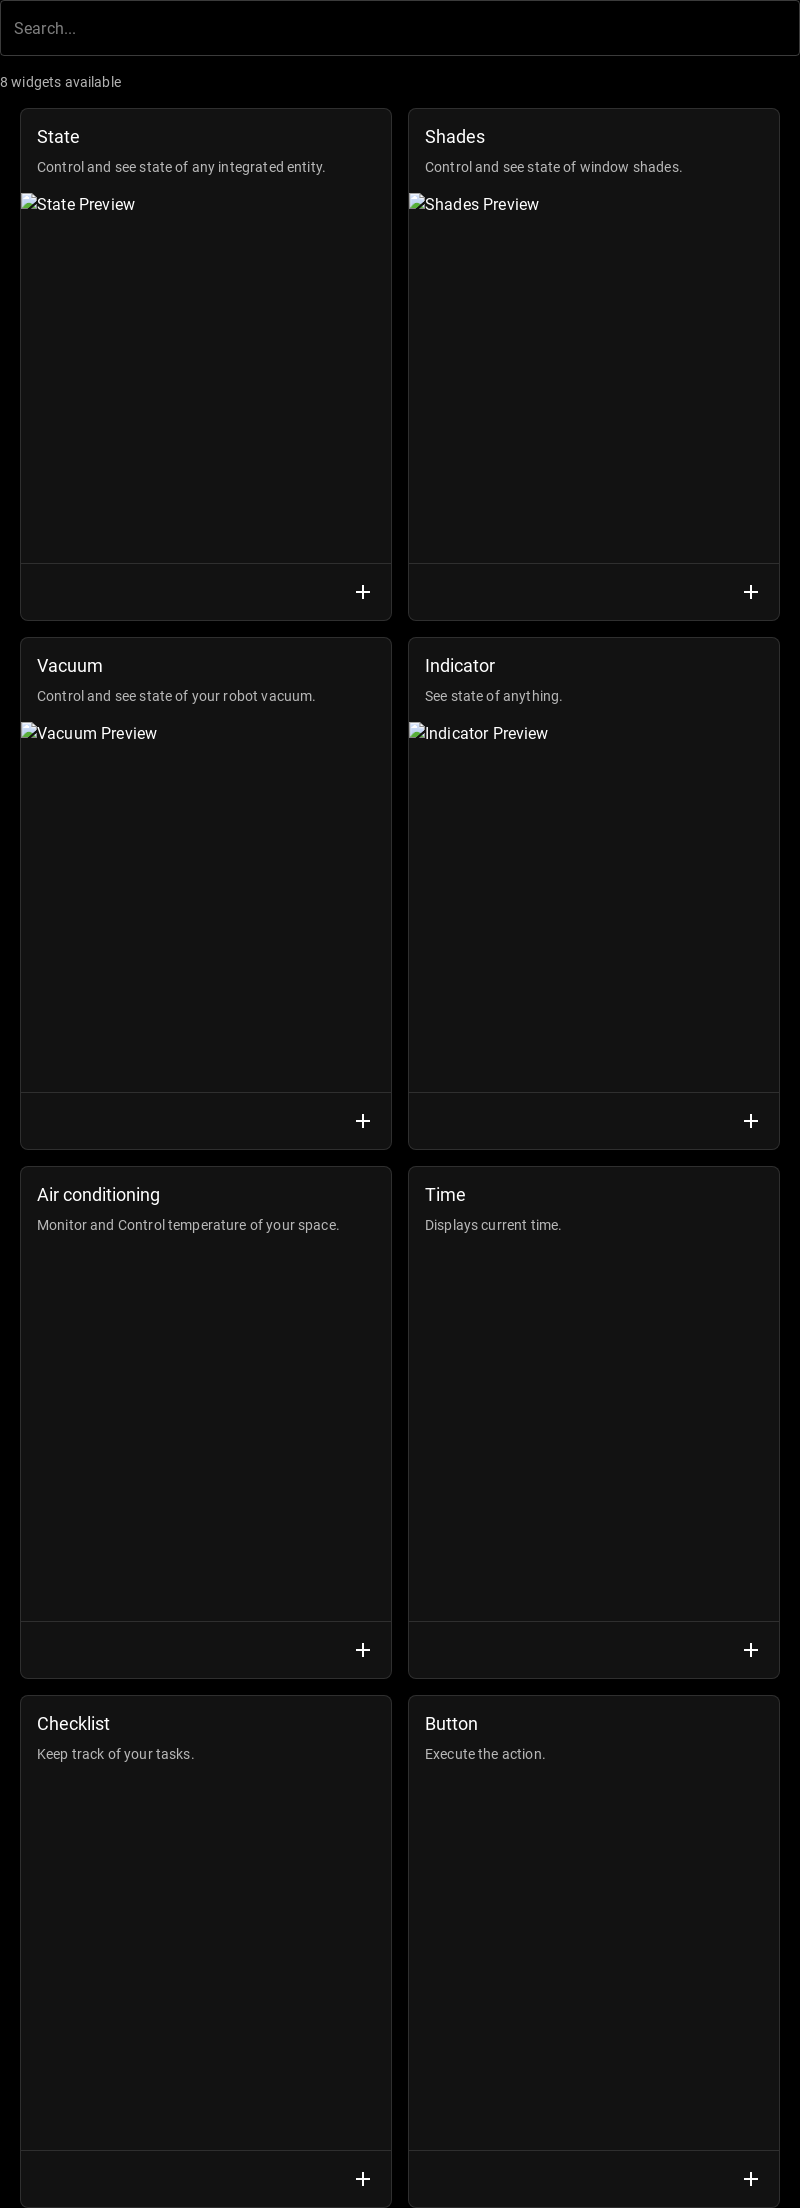 Search...
8 widgets available
State
Control and see state of any integrated entity.
State Preview
Shades
Control and see state of window shades.
Shades Preview
Vacuum
Control and see state of your robot vacuum.
Vacuum Preview
Indicator
See state of anything.
Indicator Preview
Air conditioning
Monitor and Control temperature of your space.
Time
Displays current time.
Checklist
Keep track of your tasks.
Button
Execute the action.